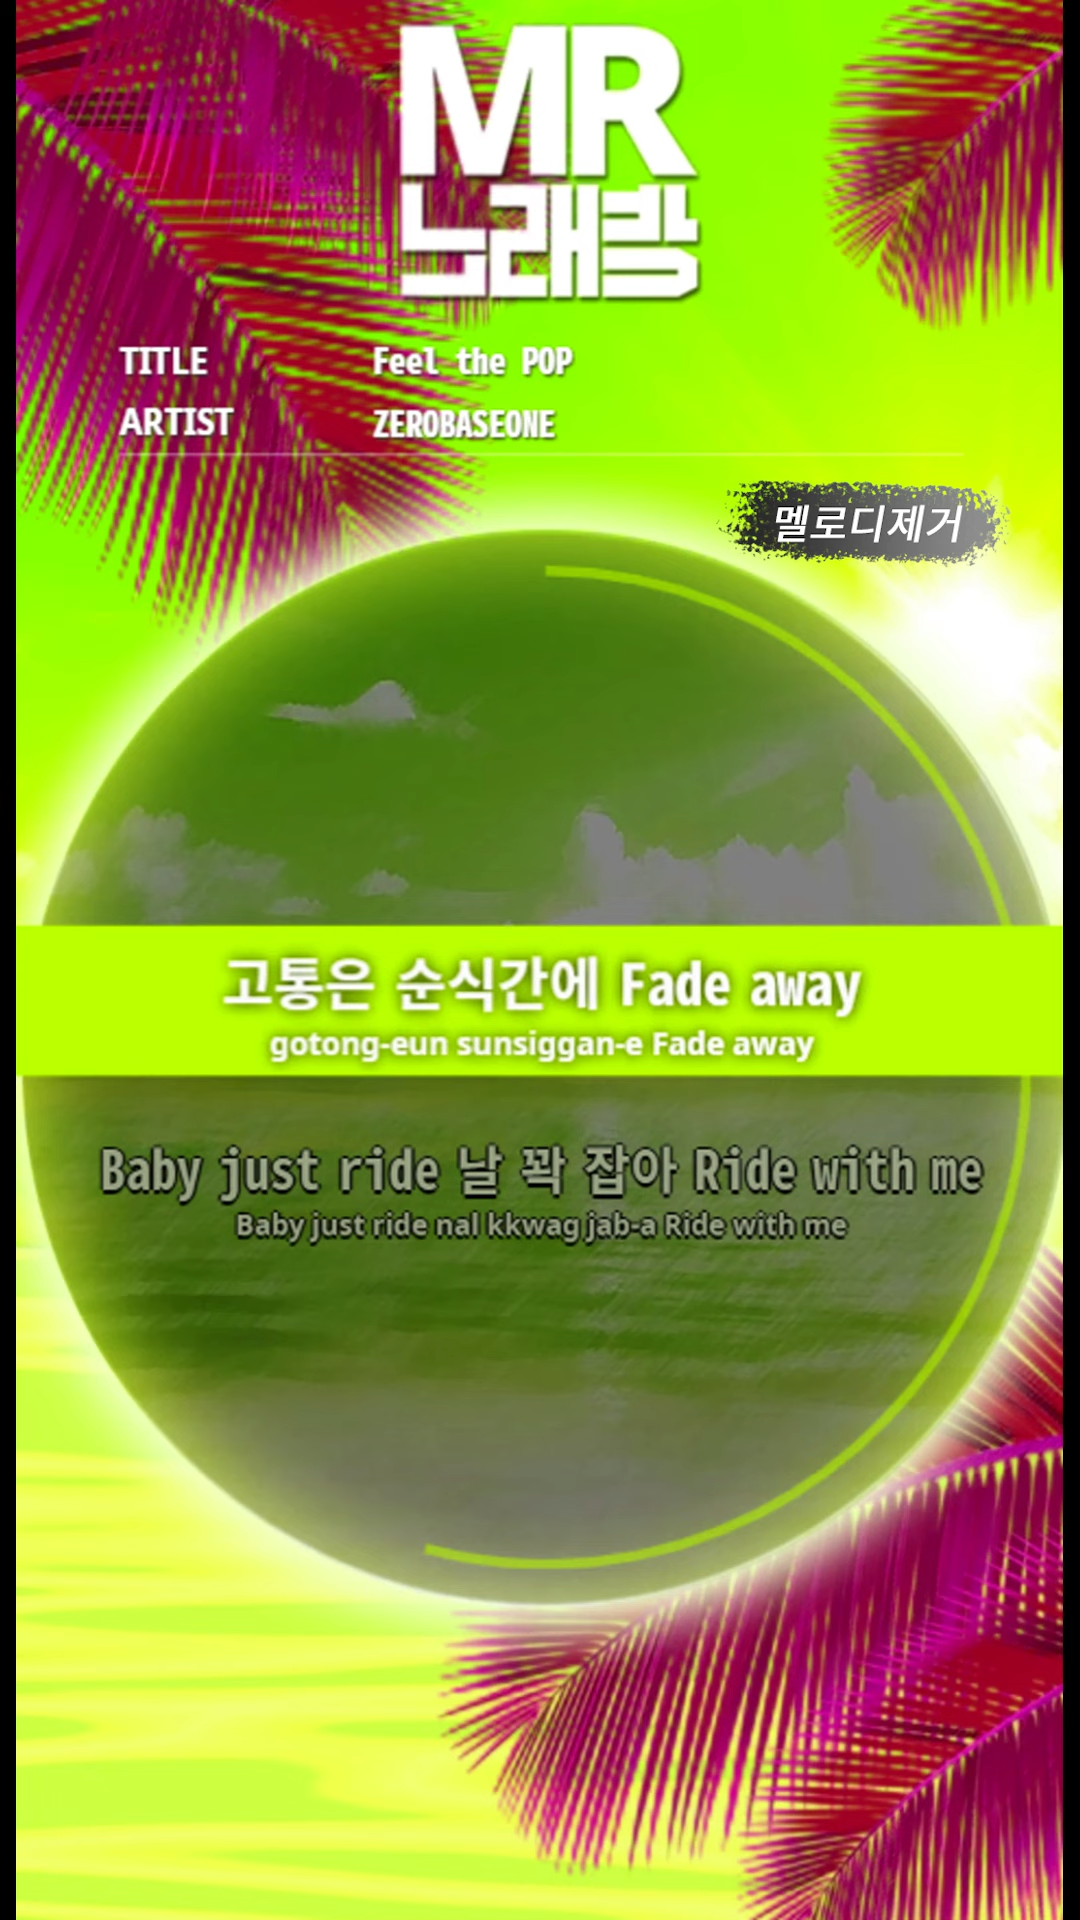 MR
노래방
TITLE Feel the POP
ARTIST ZEROBASEONE
멜로디제거
고통은 순식간에 Fade away
gotong-eun sunsiggan-e Fade away
Baby just ride 날 꽉 잡아 Ride with me
Baby just ride nal kkwag jab-a Ride with me